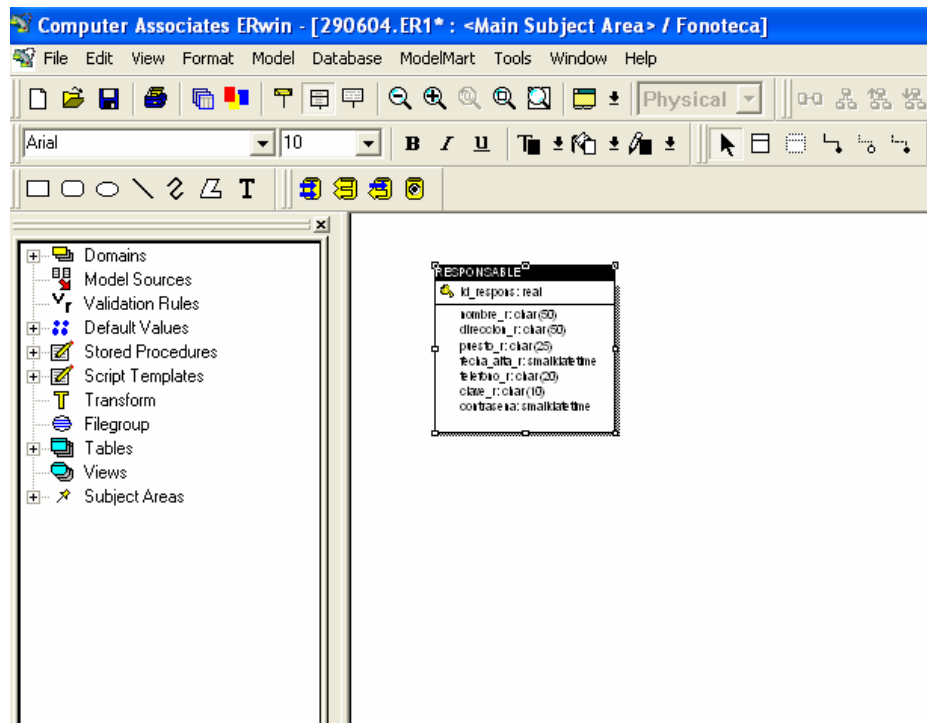 Computer Associates ERwin - [290604.ER1* : <Main Subject Area> / Fonoteca]
File Edit View Format Model Database ModelMart Tools Window Help
Physical
Arial 10 B I U T
T
Domains
Model Sources
Validation Rules
Default Values
Stored Procedures
Script Templates
Transform
Filegroup
Tables
Views
Subject Areas
RESPONSABLE
id_respons: real
nombre_r: char(50)
direccion_r: char(50)
puesto_r: char(25)
fecha_alta_r: smalldatetime
telefono_r: char(20)
clave_r: char(10)
contrasena: smalldatetime